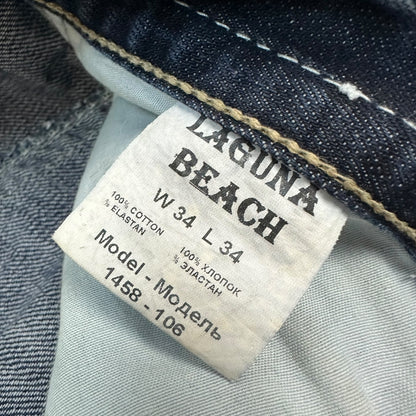 LAGUNA
BEACH
W 34 L 34
100% COTTON
% ELASTAN
100% ХЛОПОК
% ЭЛАСТАН
Model - Модель
1458 - 106